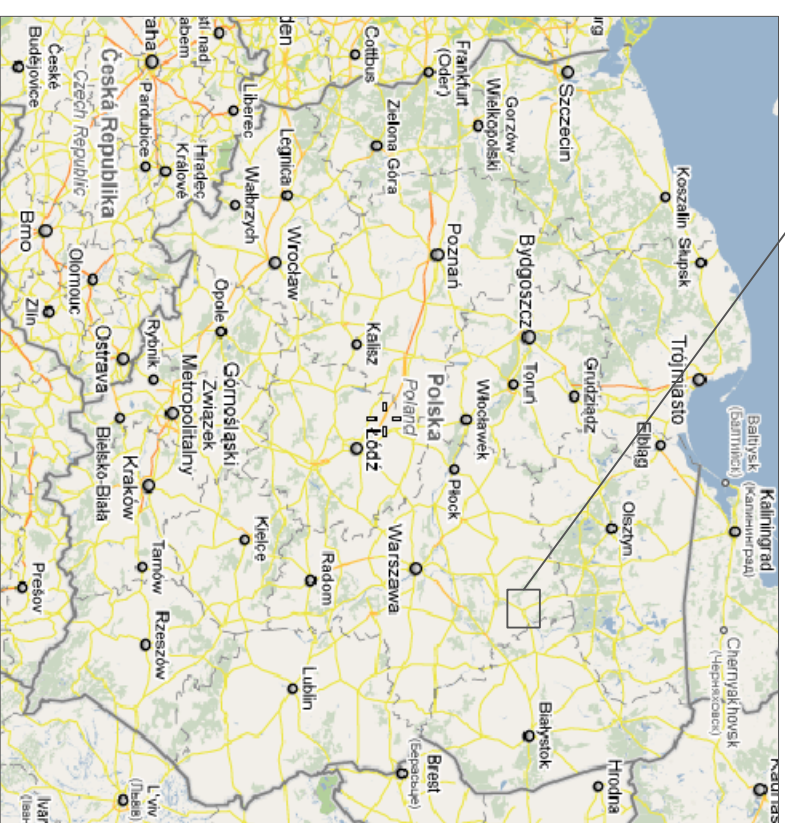 Kaunas
Kaliningrad
(Калининград)
Baltiysk
(Балтийск)
Chernyakhovsk
(Черняховск)
Koszalin
Słupsk
Trójmiasto
Elbląg
Olsztyn
Hrodna
Szczecin
Grudziądz
Bydgoszcz
Toruń
Białystok
Gorzów
Wielkopolski
Frankfurt
(Oder)
Włocławek
Płock
Poznań
Polska
Poland
Warszawa
Brest
(Берасьце)
Cottbus
Zielona Góra
Kalisz
Łódź
Radom
Lublin
Legnica
Wrocław
Kielce
Liberec
Wałbrzych
Opole
Górnośląski
Związek
Metropolitalny
Hradec
Králové
Rybnik
Rzeszów
Tarnów
L'viv
(Львів)
Pardubice
Kraków
Česká Republika
Czech Republic
Ostrava
Bielsko-Biała
Olomouc
České
Budějovice
Brno
Zlín
Prešov